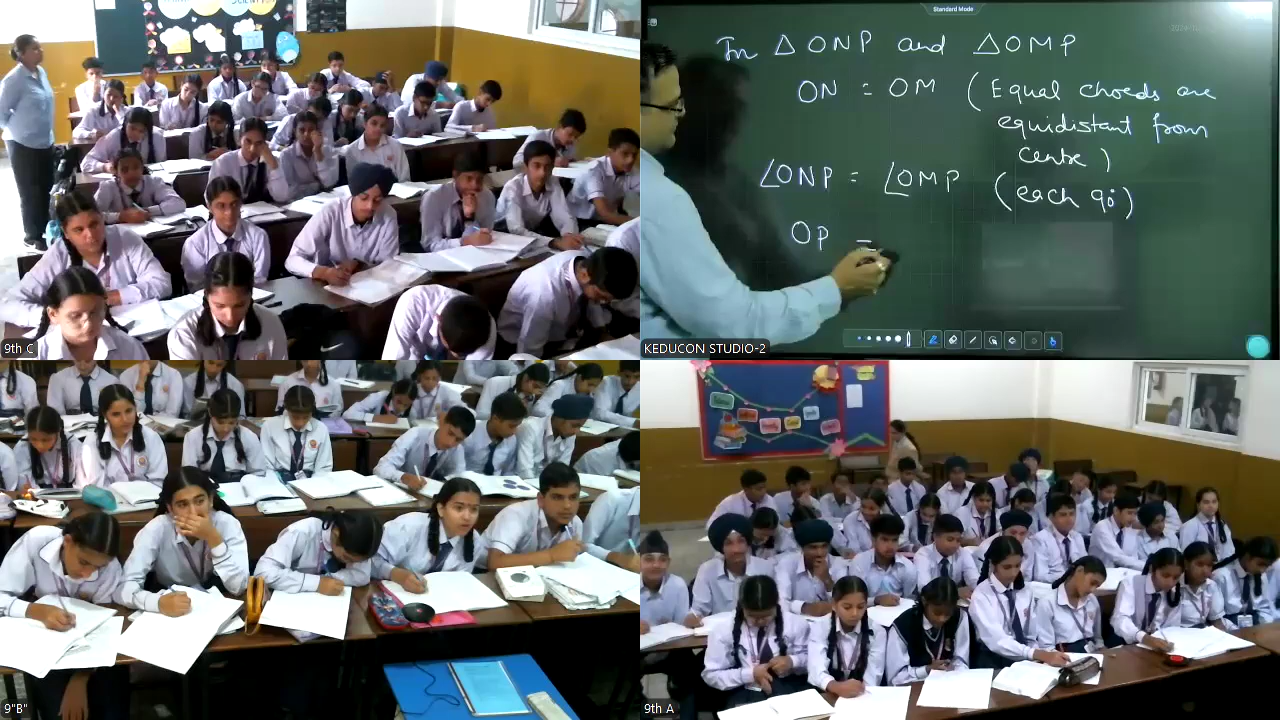 Standard Mode
In △ ONP and △ OMP
ON = OM (Equal chords are
equidistant from
centre)
∠ONP = ∠OMP (each 90°)
OP =
9th C
KEDUCON STUDIO-2
9"B"
9th A